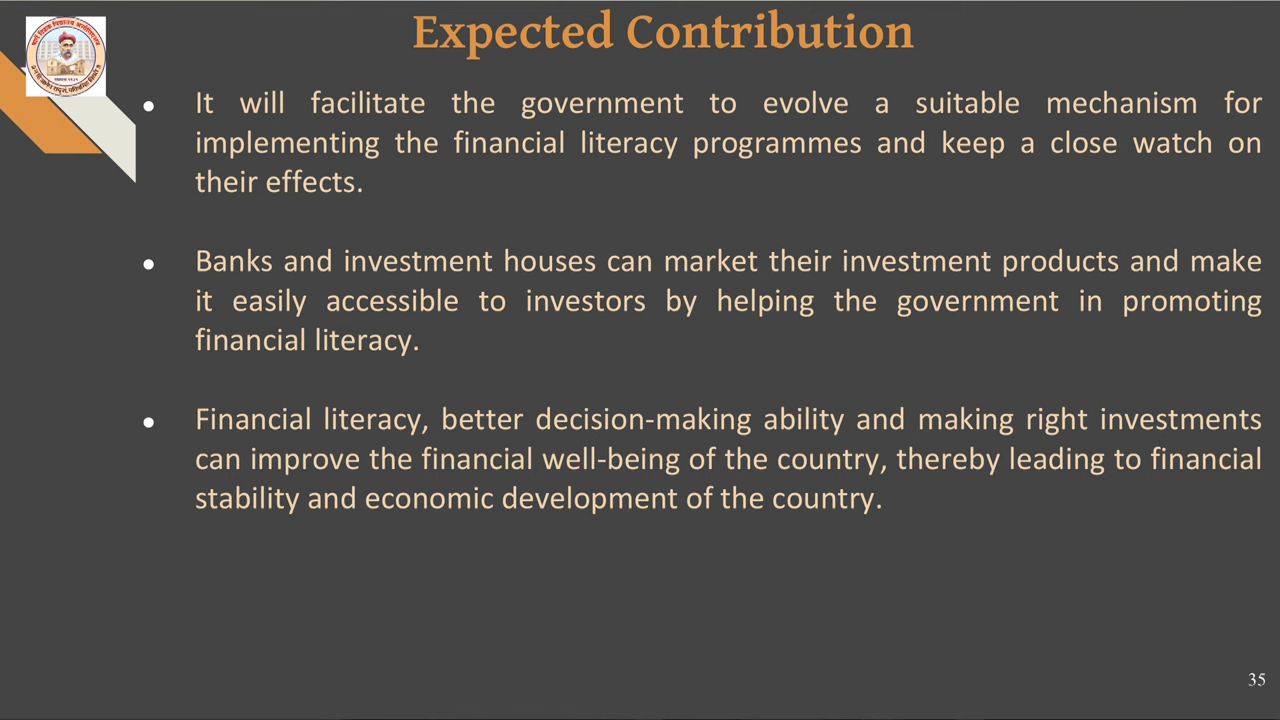 Expected Contribution
It will facilitate the government to evolve a suitable mechanism for
implementing the financial literacy programmes and keep a close watch on
their effects.
Banks and investment houses can market their investment products and make
it easily accessible to investors by helping the government in promoting
financial literacy.
Financial literacy, better decision-making ability and making right investments
can improve the financial well-being of the country, thereby leading to financial
stability and economic development of the country.
35